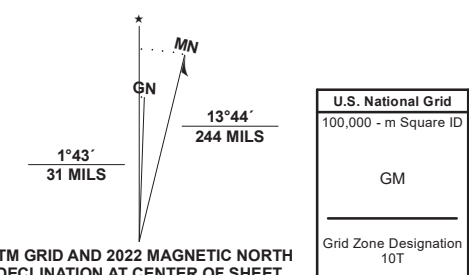 ★
MN
GN
1°43´
31 MILS
13°44´
244 MILS
TM GRID AND 2022 MAGNETIC NORTH
DECLINATION AT CENTER OF SHEET
U.S. National Grid
100,000 - m Square ID
GM
Grid Zone Designation
10T